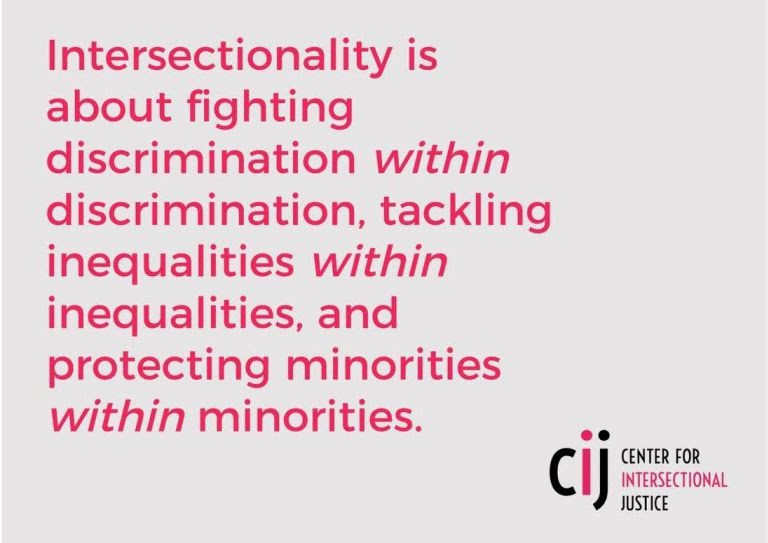 Intersectionality is
about fighting
discrimination within
discrimination, tackling
inequalities within
inequalities, and
protecting minorities
within minorities.
cij
CENTER FOR
INTERSECTIONAL
JUSTICE